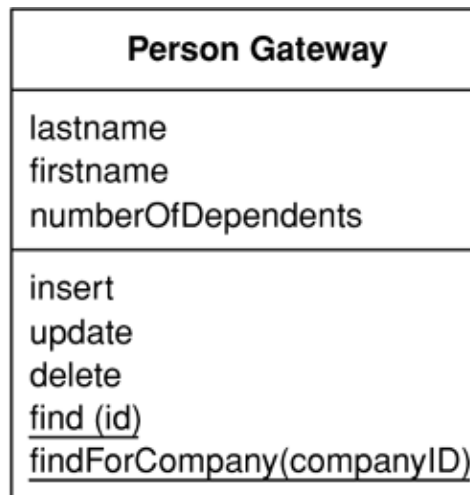 Person Gateway
lastname
firstname
numberOfDependents
insert
update
delete
find (id)
findForCompany(companyID)